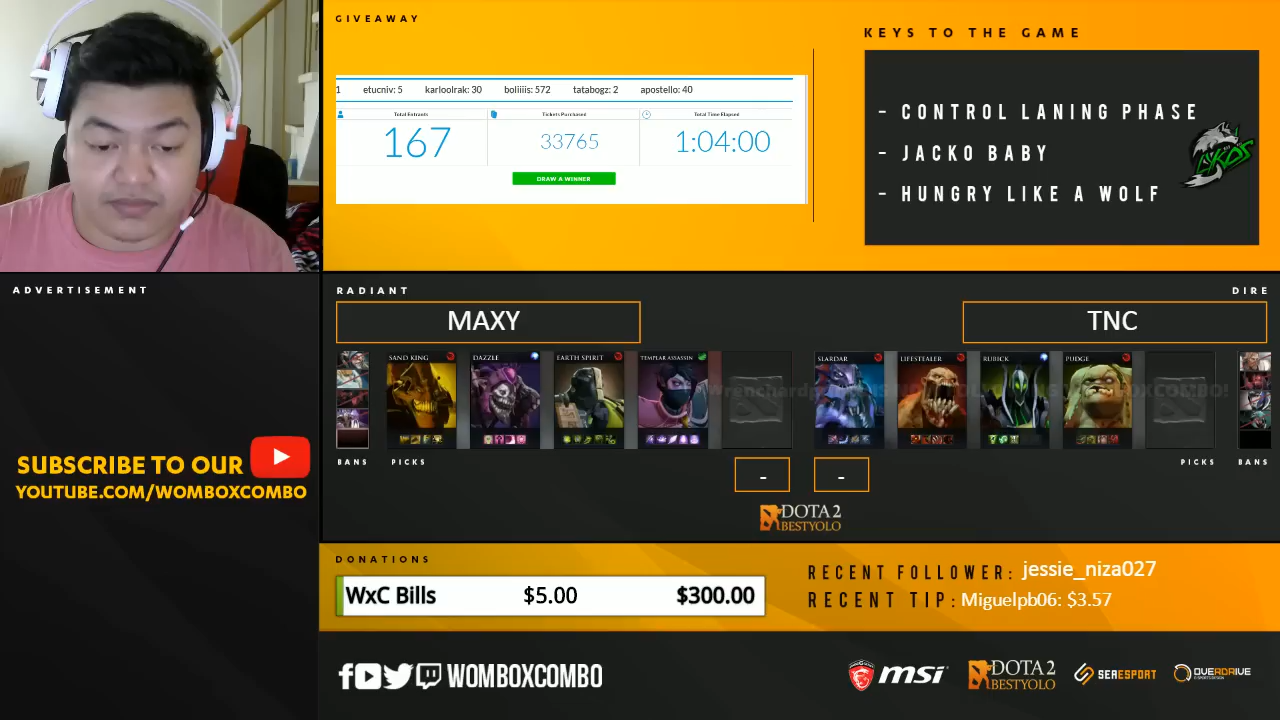 GIVEAWAY
1 etucniv: 5 karloolrak: 30 boliiiis: 572 tatabogz: 2 apostello: 40
Total Entrants Tickets Purchased Total Time Elapsed
167 33765 1:04:00
DRAW A WINNER
KEYS TO THE GAME
- CONTROL LANING PHASE
- JACKO BABY
- HUNGRY LIKE A WOLF
LYKOS
ADVERTISEMENT
SUBSCRIBE TO OUR
YOUTUBE.COM/WOMBOXCOMBO
RADIANT DIRE
MAXY TNC
SAND KING DAZZLE EARTH SPIRIT TEMPLAR ASSASSIN SLARDAR LIFESTEALER RUBICK PUDGE
BANS PICKS PICKS BANS
- -
DOTA 2
BESTYOLO
DONATIONS
WxC Bills $5.00 $300.00
RECENT FOLLOWER: jessie_niza027
RECENT TIP: Miguelpb06: $3.57
WOMBOXCOMBO
msi
DOTA 2
BESTYOLO
SEAESPORT
OVERDRIVE